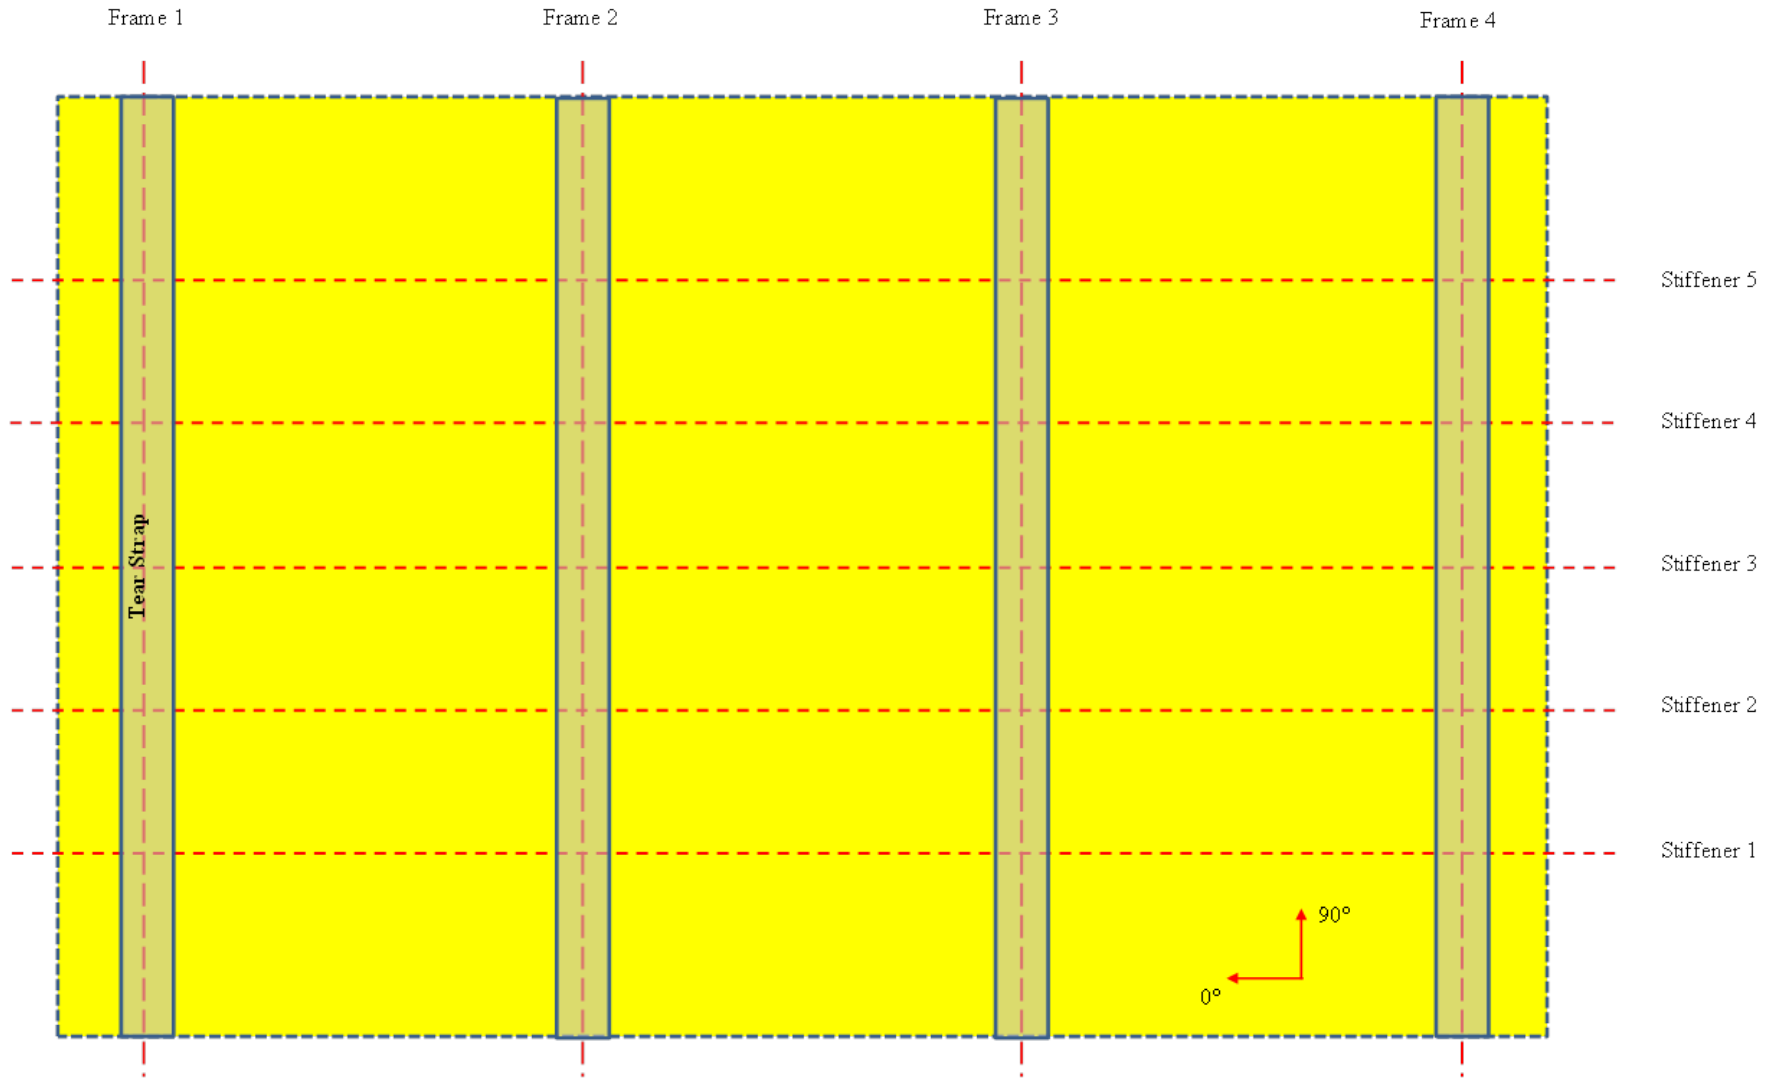 Frame 1
Frame 2
Frame 3
Frame 4
Stiffener 5
Stiffener 4
Tear Strap
Stiffener 3
Stiffener 2
Stiffener 1
90°
0°